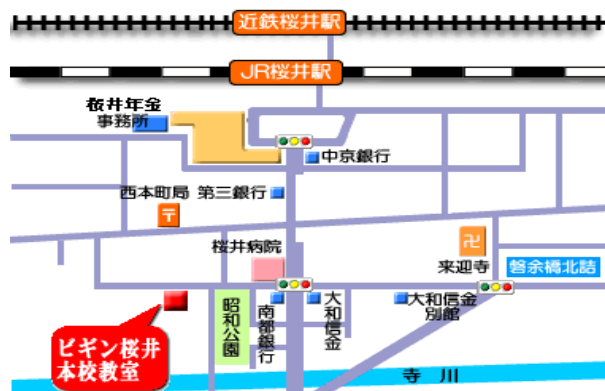 近鉄桜井駅
JR桜井駅
桜井年金
事務所
中京銀行
西本町局 第三銀行
〒
桜井病院
卍
来迎寺
磐余橋北詰
昭和公園
南都銀行
大和信金
大和信金
別館
ビギン桜井
本校教室
寺川